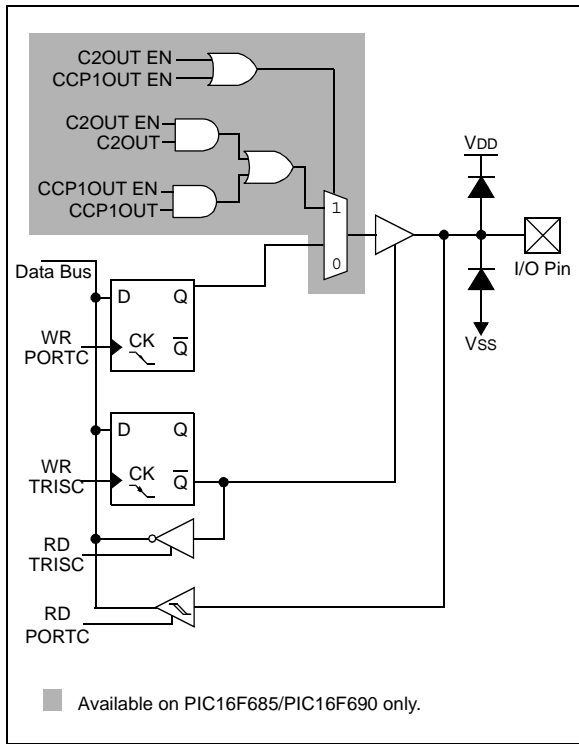 C2OUT EN
CCP1OUT EN
C2OUT EN
C2OUT
CCP1OUT EN
CCP1OUT
1
0
VDD
I/O Pin
VSS
Data Bus
D Q
WR
PORTC
CK Q
D Q
WR
TRISC
CK Q
RD
TRISC
RD
PORTC
Available on PIC16F685/PIC16F690 only.